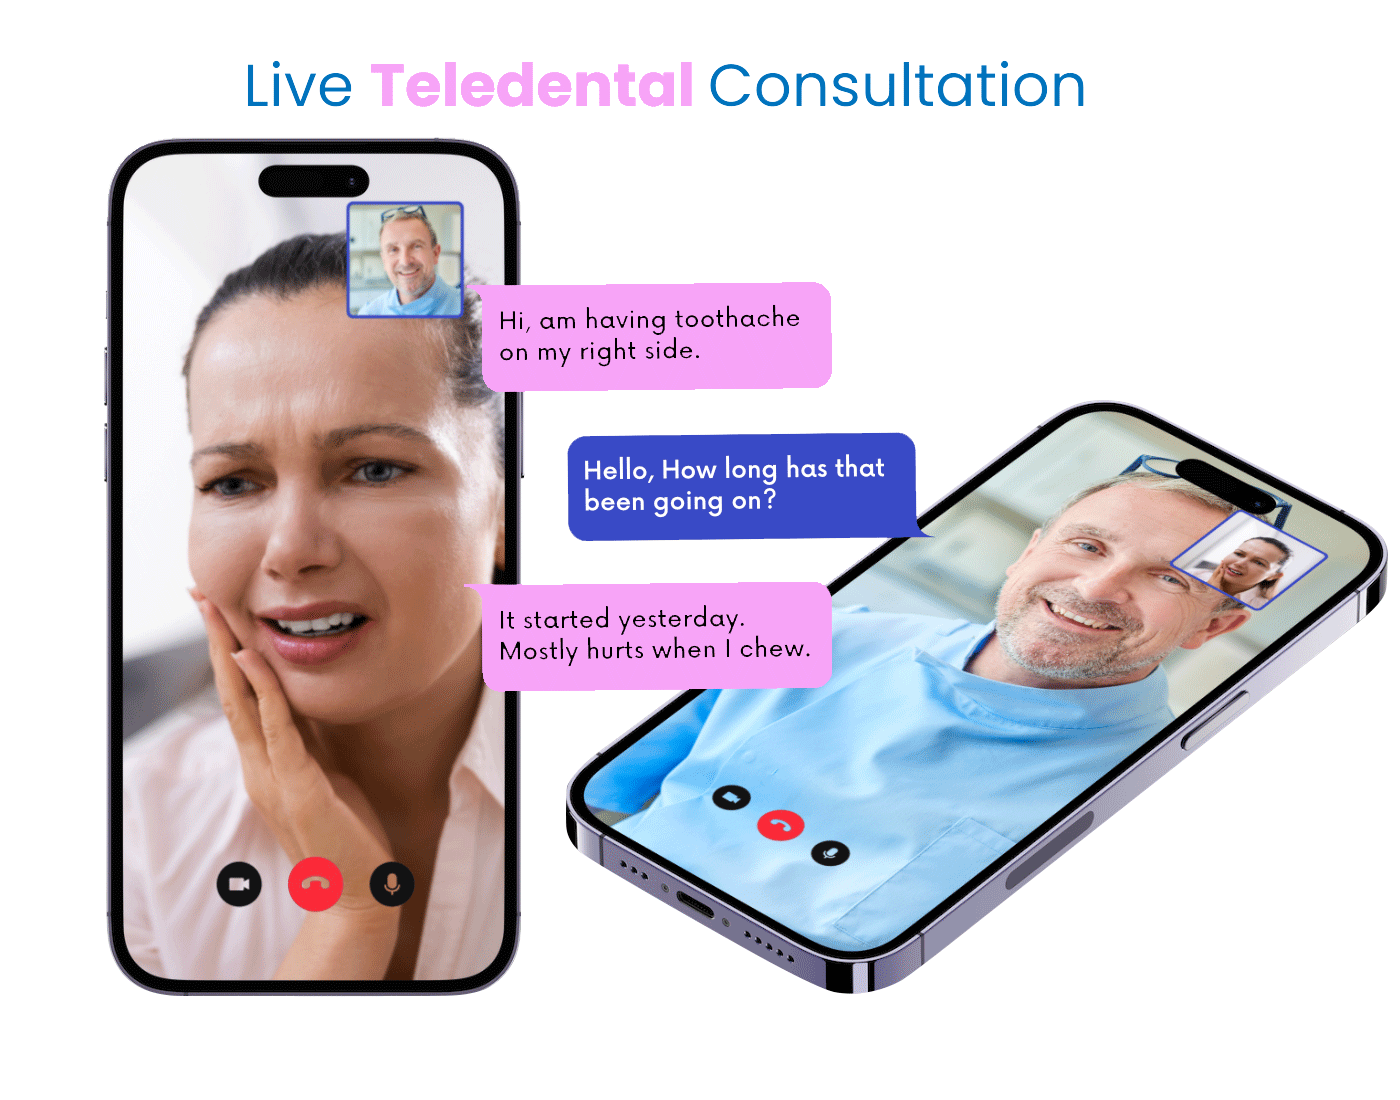 Live Teledental Consultation
Hi, am having toothache
on my right side.
Hello, How long has that
been going on?
It started yesterday.
Mostly hurts when I chew.